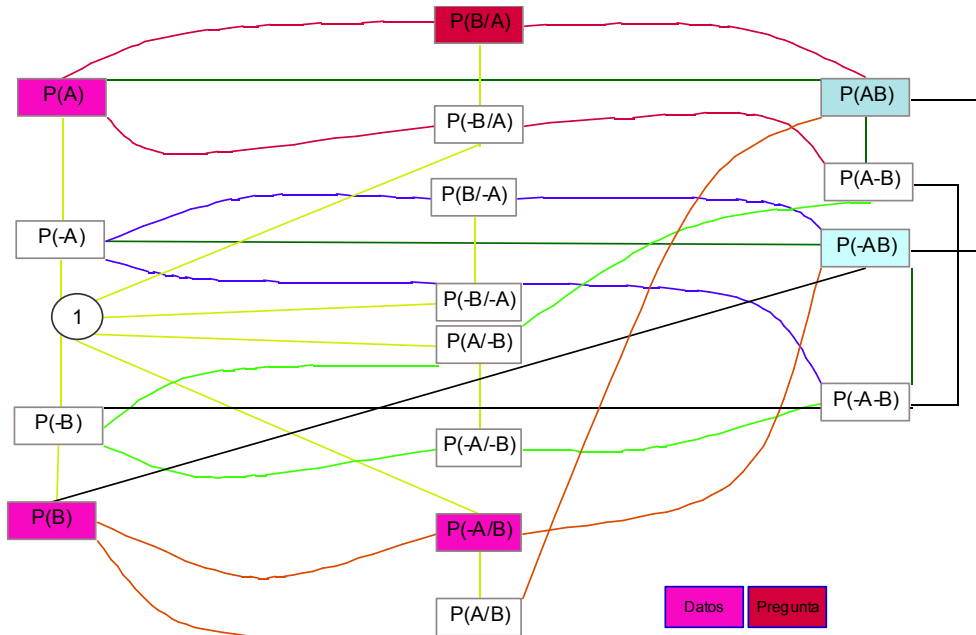 P(B/A)
P(A)
P(AB)
P(-B/A)
P(A-B)
P(B/-A)
P(-A)
P(-AB)
P(-B/-A)
1
P(A/-B)
P(-A-B)
P(-B)
P(-A/-B)
P(B)
P(-A/B)
P(A/B)
Datos
Pregunta